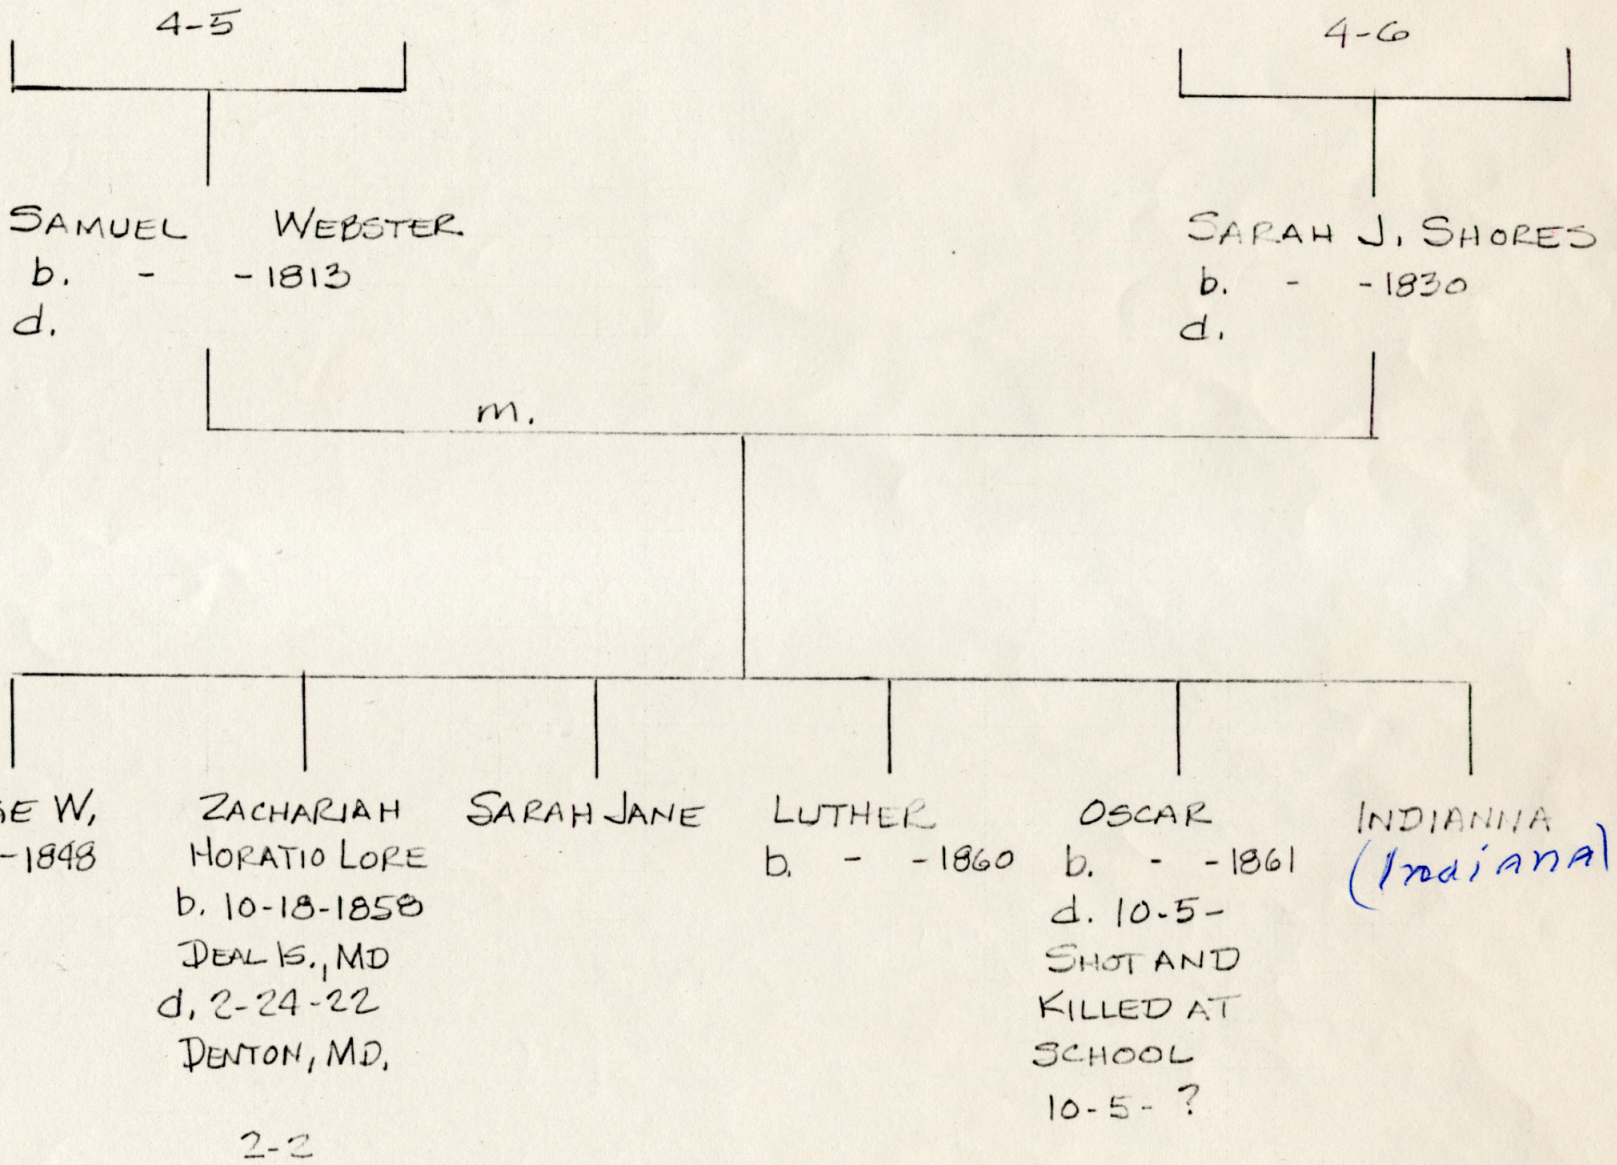 4-5
4-6
SAMUEL WEBSTER
b. - -1813
d.
SARAH J. SHORES
b. - -1830
d.
m.
GE W,
-1848
ZACHARIAH
HORATIO LORE
b. 10-18-1858
DEAL IS., MD
d. 2-24-22
DENTON, MD.
2-2
SARAH JANE
LUTHER
b. - -1860
OSCAR
b. - -1861
d. 10-5-
SHOT AND
KILLED AT
SCHOOL
10-5- ?
INDIANNA
(Indiana)